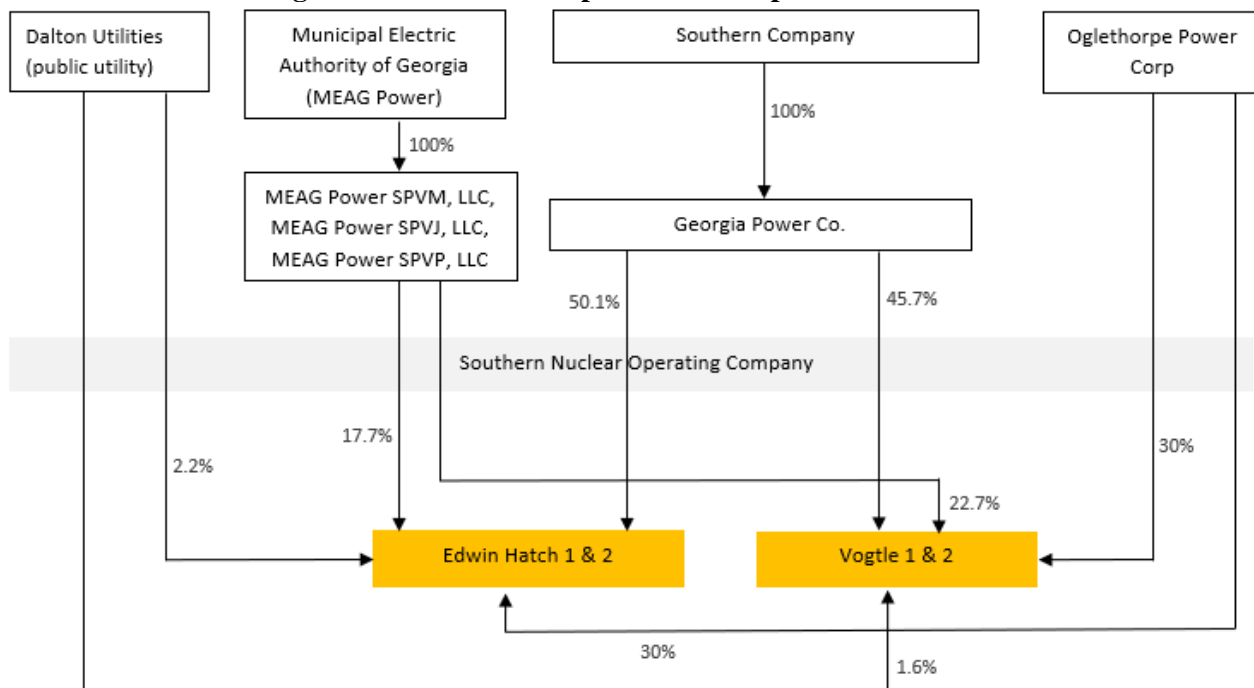 Dalton Utilities
(public utility)
Municipal Electric
Authority of Georgia
(MEAG Power)
Southern Company
Oglethorpe Power
Corp
100%
100%
MEAG Power SPVM, LLC,
MEAG Power SPVJ, LLC,
MEAG Power SPVP, LLC
Georgia Power Co.
50.1%
45.7%
Southern Nuclear Operating Company
17.7%
2.2%
30%
22.7%
Edwin Hatch 1 & 2
Vogtle 1 & 2
30%
1.6%